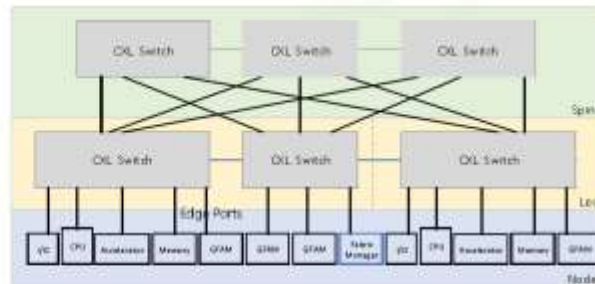 CXL Switch CXL Switch CXL Switch
Spin
CXL Switch CXL Switch CXL Switch
Edge Ports
CPU Accelerator Memory GFAM GFAM GFAM Fabric Manager CPU Accelerator Memory GFAM
Node